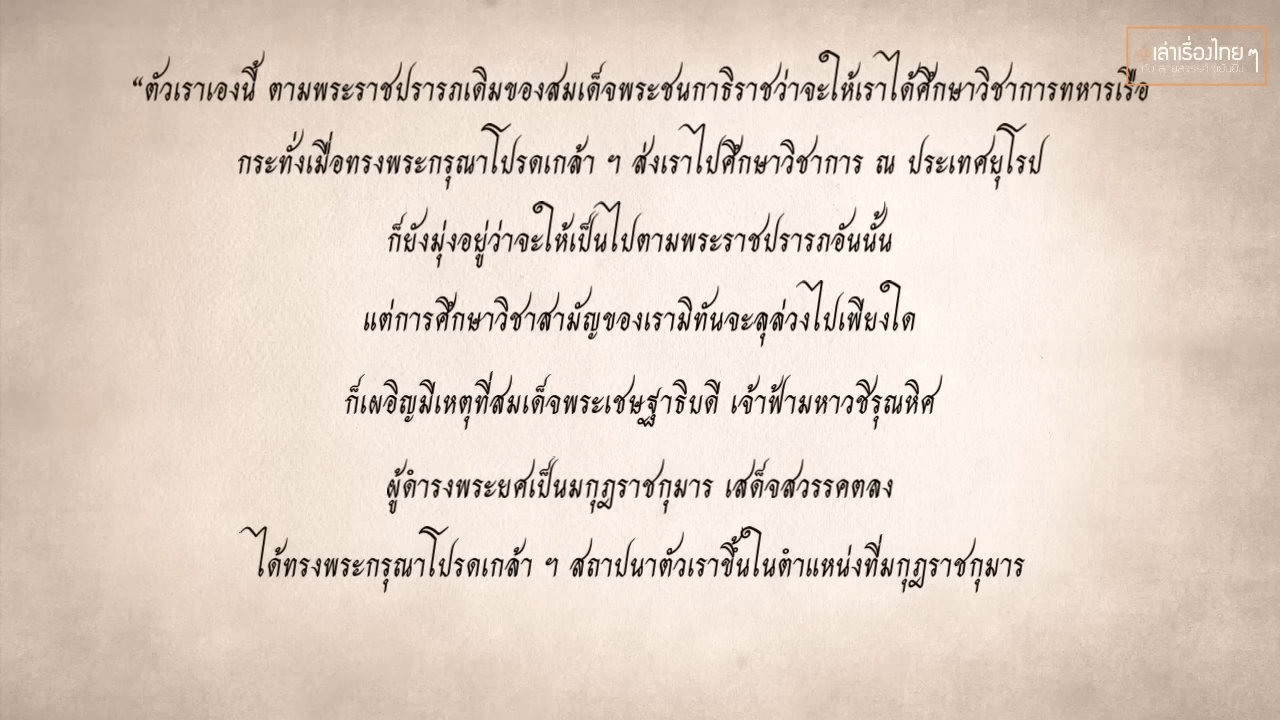 เล่าเรื่องไทย ๆ
“ตัวเราเองนี้ ตามพระราชปรารภเดิมของสมเด็จพระชนกาธิราชว่าจะให้เราได้ศึกษาวิชาการทหารเรือ
กระทั่งเมื่อทรงพระกรุณาโปรดเกล้า ฯ ส่งเราไปศึกษาวิชาการ ณ ประเทศยุโรป
ก็ยังมุ่งอยู่ว่าจะให้เป็นไปตามพระราชปรารภอันนั้น
แต่การศึกษาวิชาสามัญของเรามิทันจะลุล่วงไปเพียงใด
ก็เผอิญมีเหตุที่สมเด็จพระเชษฐาธิบดี เจ้าฟ้ามหาวชิรุณหิศ
ผู้ดำรงพระยศเป็นมกุฎราชกุมาร เสด็จสวรรคตลง
ได้ทรงพระกรุณาโปรดเกล้า ฯ สถาปนาตัวเราขึ้นในตำแหน่งที่มกุฎราชกุมาร